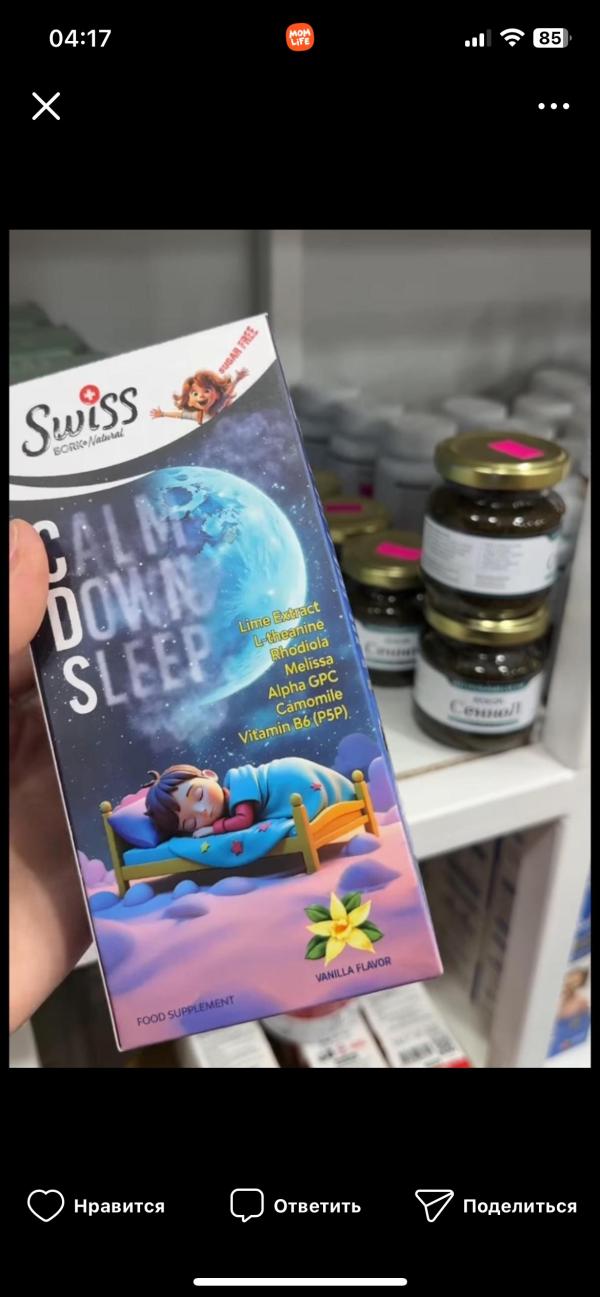 04:17
MOM
LIFE
85
SUGAR FREE
Swiss
BORK Natural
CALM
DOWN
SLEEP
Lime Extract
L-theanine
Rhodiola
Melissa
Alpha GPC
Camomile
Vitamin B6 (P5P)
VANILLA FLAVOR
FOOD SUPPLEMENT
Сеннол
Нравится
Ответить
Поделиться